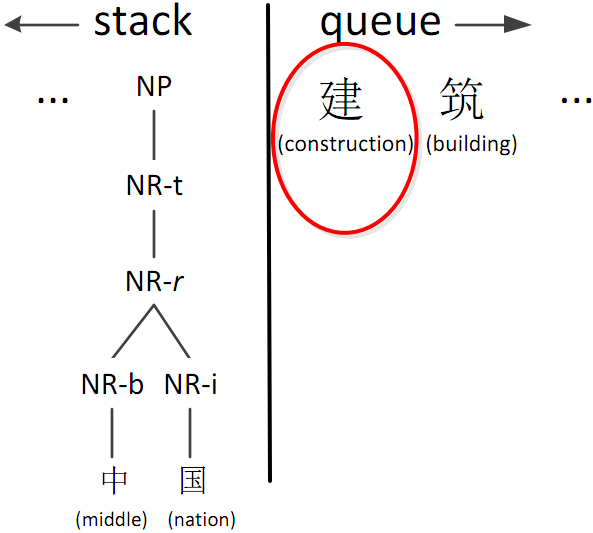 stack queue
... NP 建 筑 ...
(construction) (building)
NR-t
NR-r
NR-b NR-i
中 国
(middle) (nation)